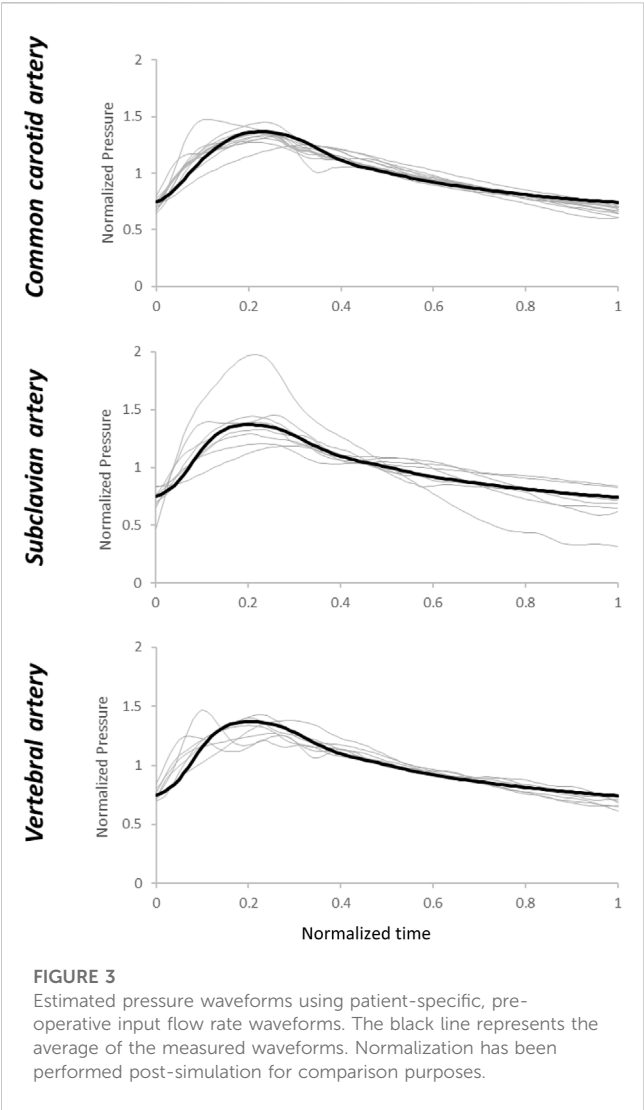 Common carotid artery
Normalized Pressure
2
1.5
1
0.5
0
0
0.2
0.4
0.6
0.8
1
Subclavian artery
Normalized Pressure
2
1.5
1
0.5
0
0
0.2
0.4
0.6
0.8
1
Vertebral artery
Normalized Pressure
2
1.5
1
0.5
0
0
0.2
0.4
0.6
0.8
1
Normalized time
FIGURE 3
Estimated pressure waveforms using patient-specific, pre-
operative input flow rate waveforms. The black line represents the
average of the measured waveforms. Normalization has been
performed post-simulation for comparison purposes.